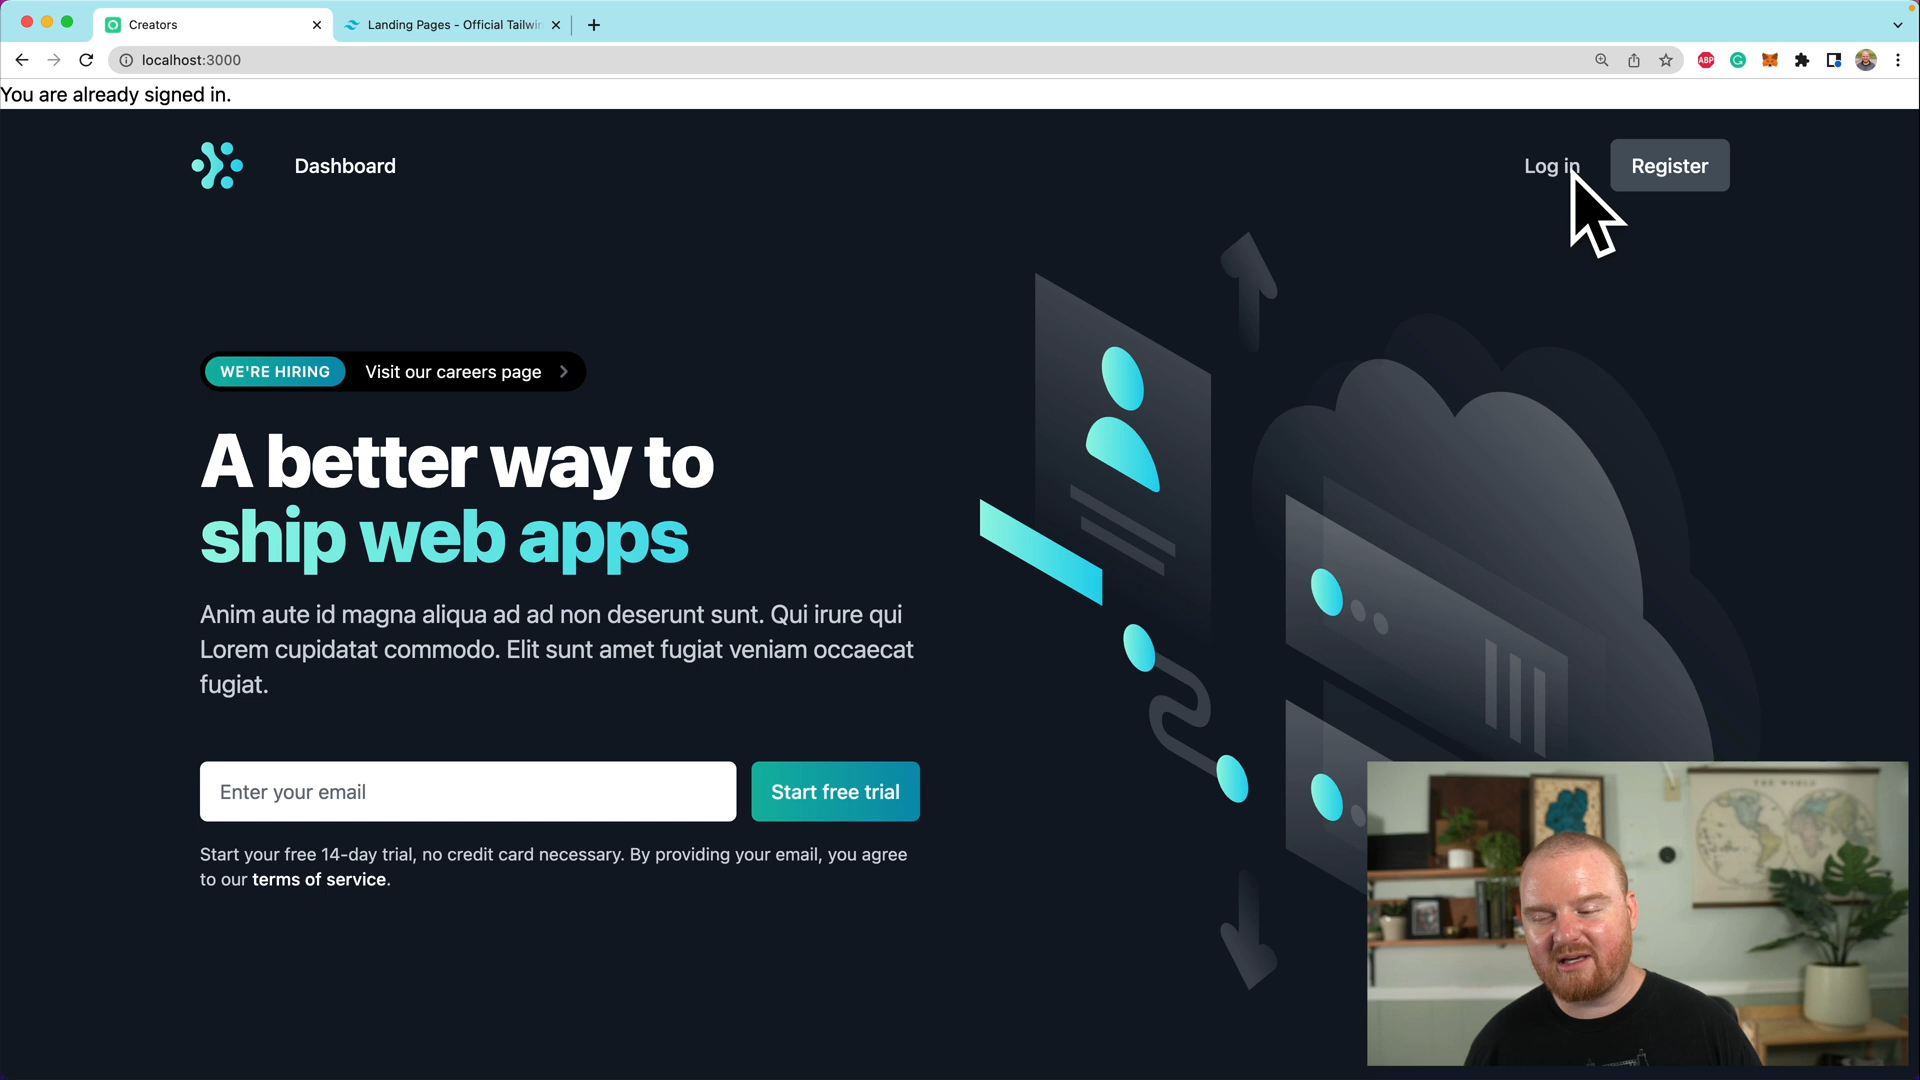 Creators
Landing Pages - Official Tailwin
localhost:3000
ABP
You are already signed in.
Dashboard
Log in
Register
WE'RE HIRING
Visit our careers page
A better way to
ship web apps
Anim aute id magna aliqua ad ad non deserunt sunt. Qui irure qui
Lorem cupidatat commodo. Elit sunt amet fugiat veniam occaecat
fugiat.
Enter your email
Start free trial
Start your free 14-day trial, no credit card necessary. By providing your email, you agree
to our terms of service.
THE WORLD